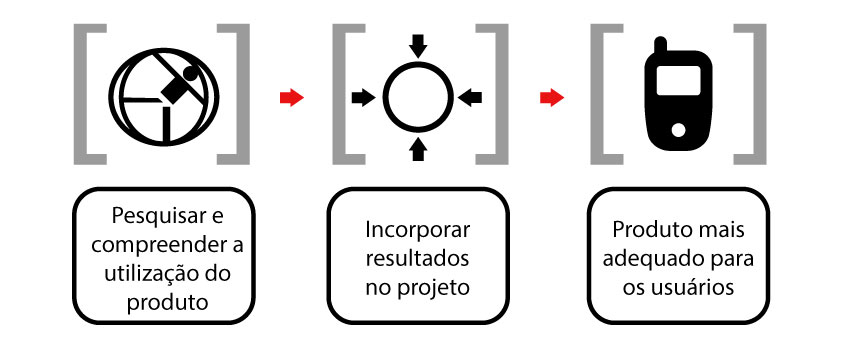 Pesquisar e
compreender a
utilização do
produto
Incorporar
resultados
no projeto
Produto mais
adequado para
os usuários